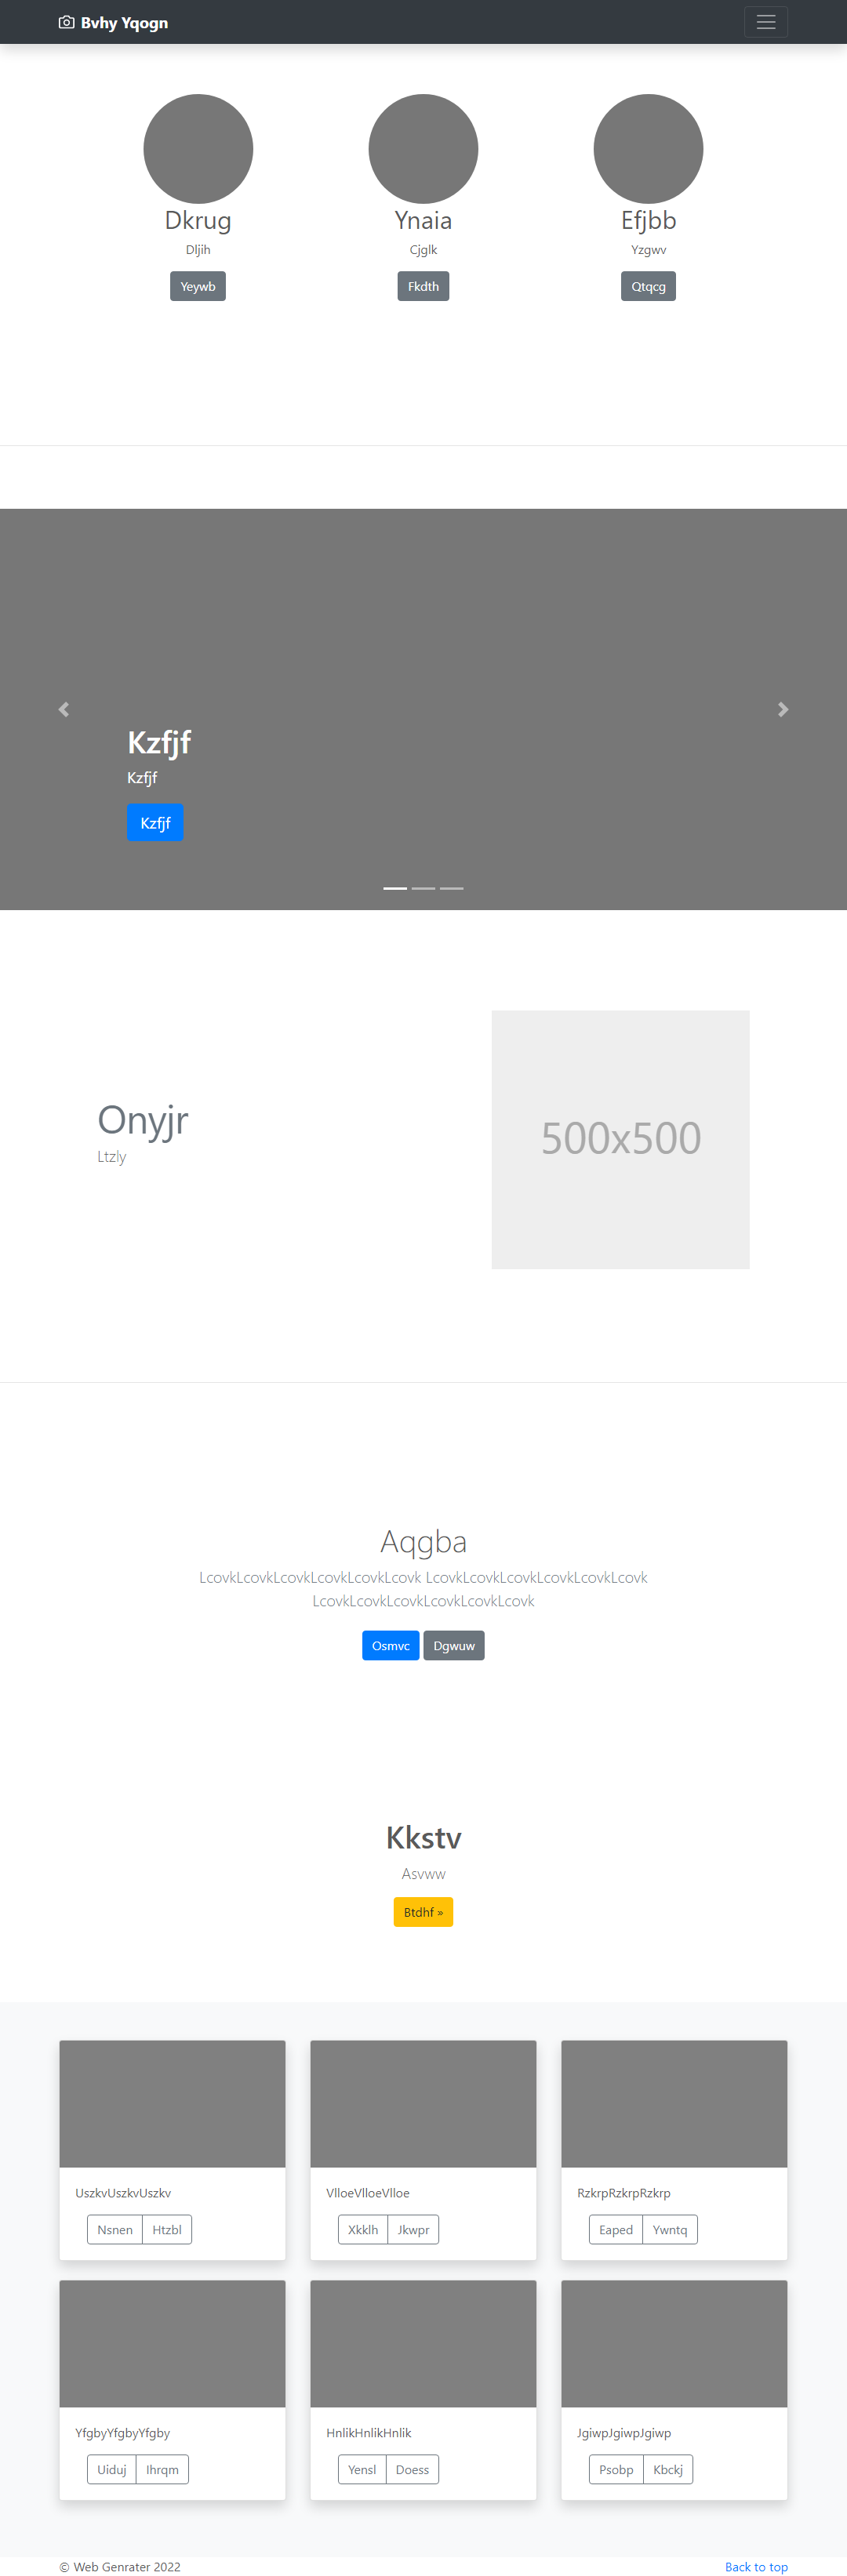 Bvhy Yqogn
Dkrug
Ynaia
Efjbb
Dljih
Cjglk
Yzgwv
Yeywb
Fkdth
Qtqcg
Kzfjf
Kzfjf
Kzfjf
Onyjr
Ltzly
500x500
Aqgba
LcovkLcovkLcovkLcovkLcovkLcovk LcovkLcovkLcovkLcovkLcovkLcovk
LcovkLcovkLcovkLcovkLcovkLcovk
Osmvc Dgwuw
Kkstv
Asvww
Btdhf »
UszkvUszkvUszkv
VlloeVlloeVlloe
RzkrpRzkrpRzkrp
Nsnen Htzbl
Xkklh Jkwpr
Eaped Ywntq
YfgbyYfgbyYfgby
HnlikHnlikHnlik
JgiwpJgiwpJgiwp
Uiduj Ihrqm
Yensl Doess
Psobp Kbckj
© Web Genrater 2022
Back to top